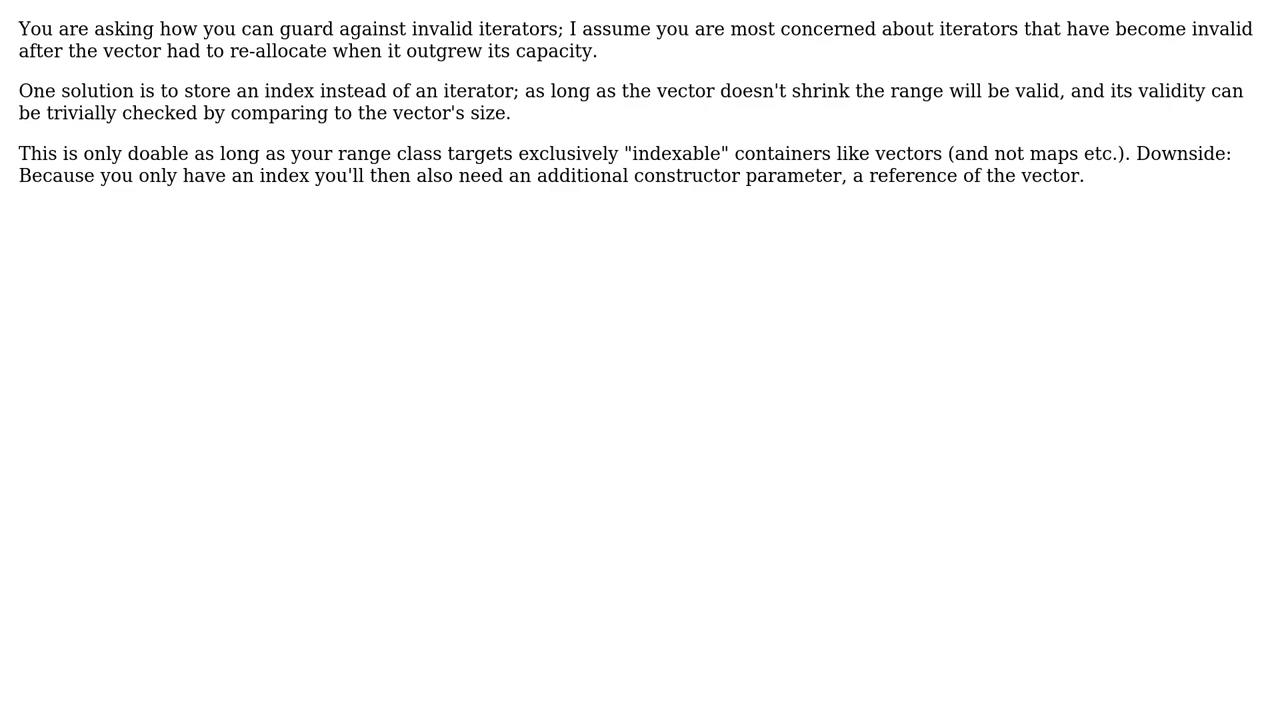 You are asking how you can guard against invalid iterators; I assume you are most concerned about iterators that have become invalid
after the vector had to re-allocate when it outgrew its capacity.
One solution is to store an index instead of an iterator; as long as the vector doesn't shrink the range will be valid, and its validity can
be trivially checked by comparing to the vector's size.
This is only doable as long as your range class targets exclusively "indexable" containers like vectors (and not maps etc.). Downside:
Because you only have an index you'll then also need an additional constructor parameter, a reference of the vector.